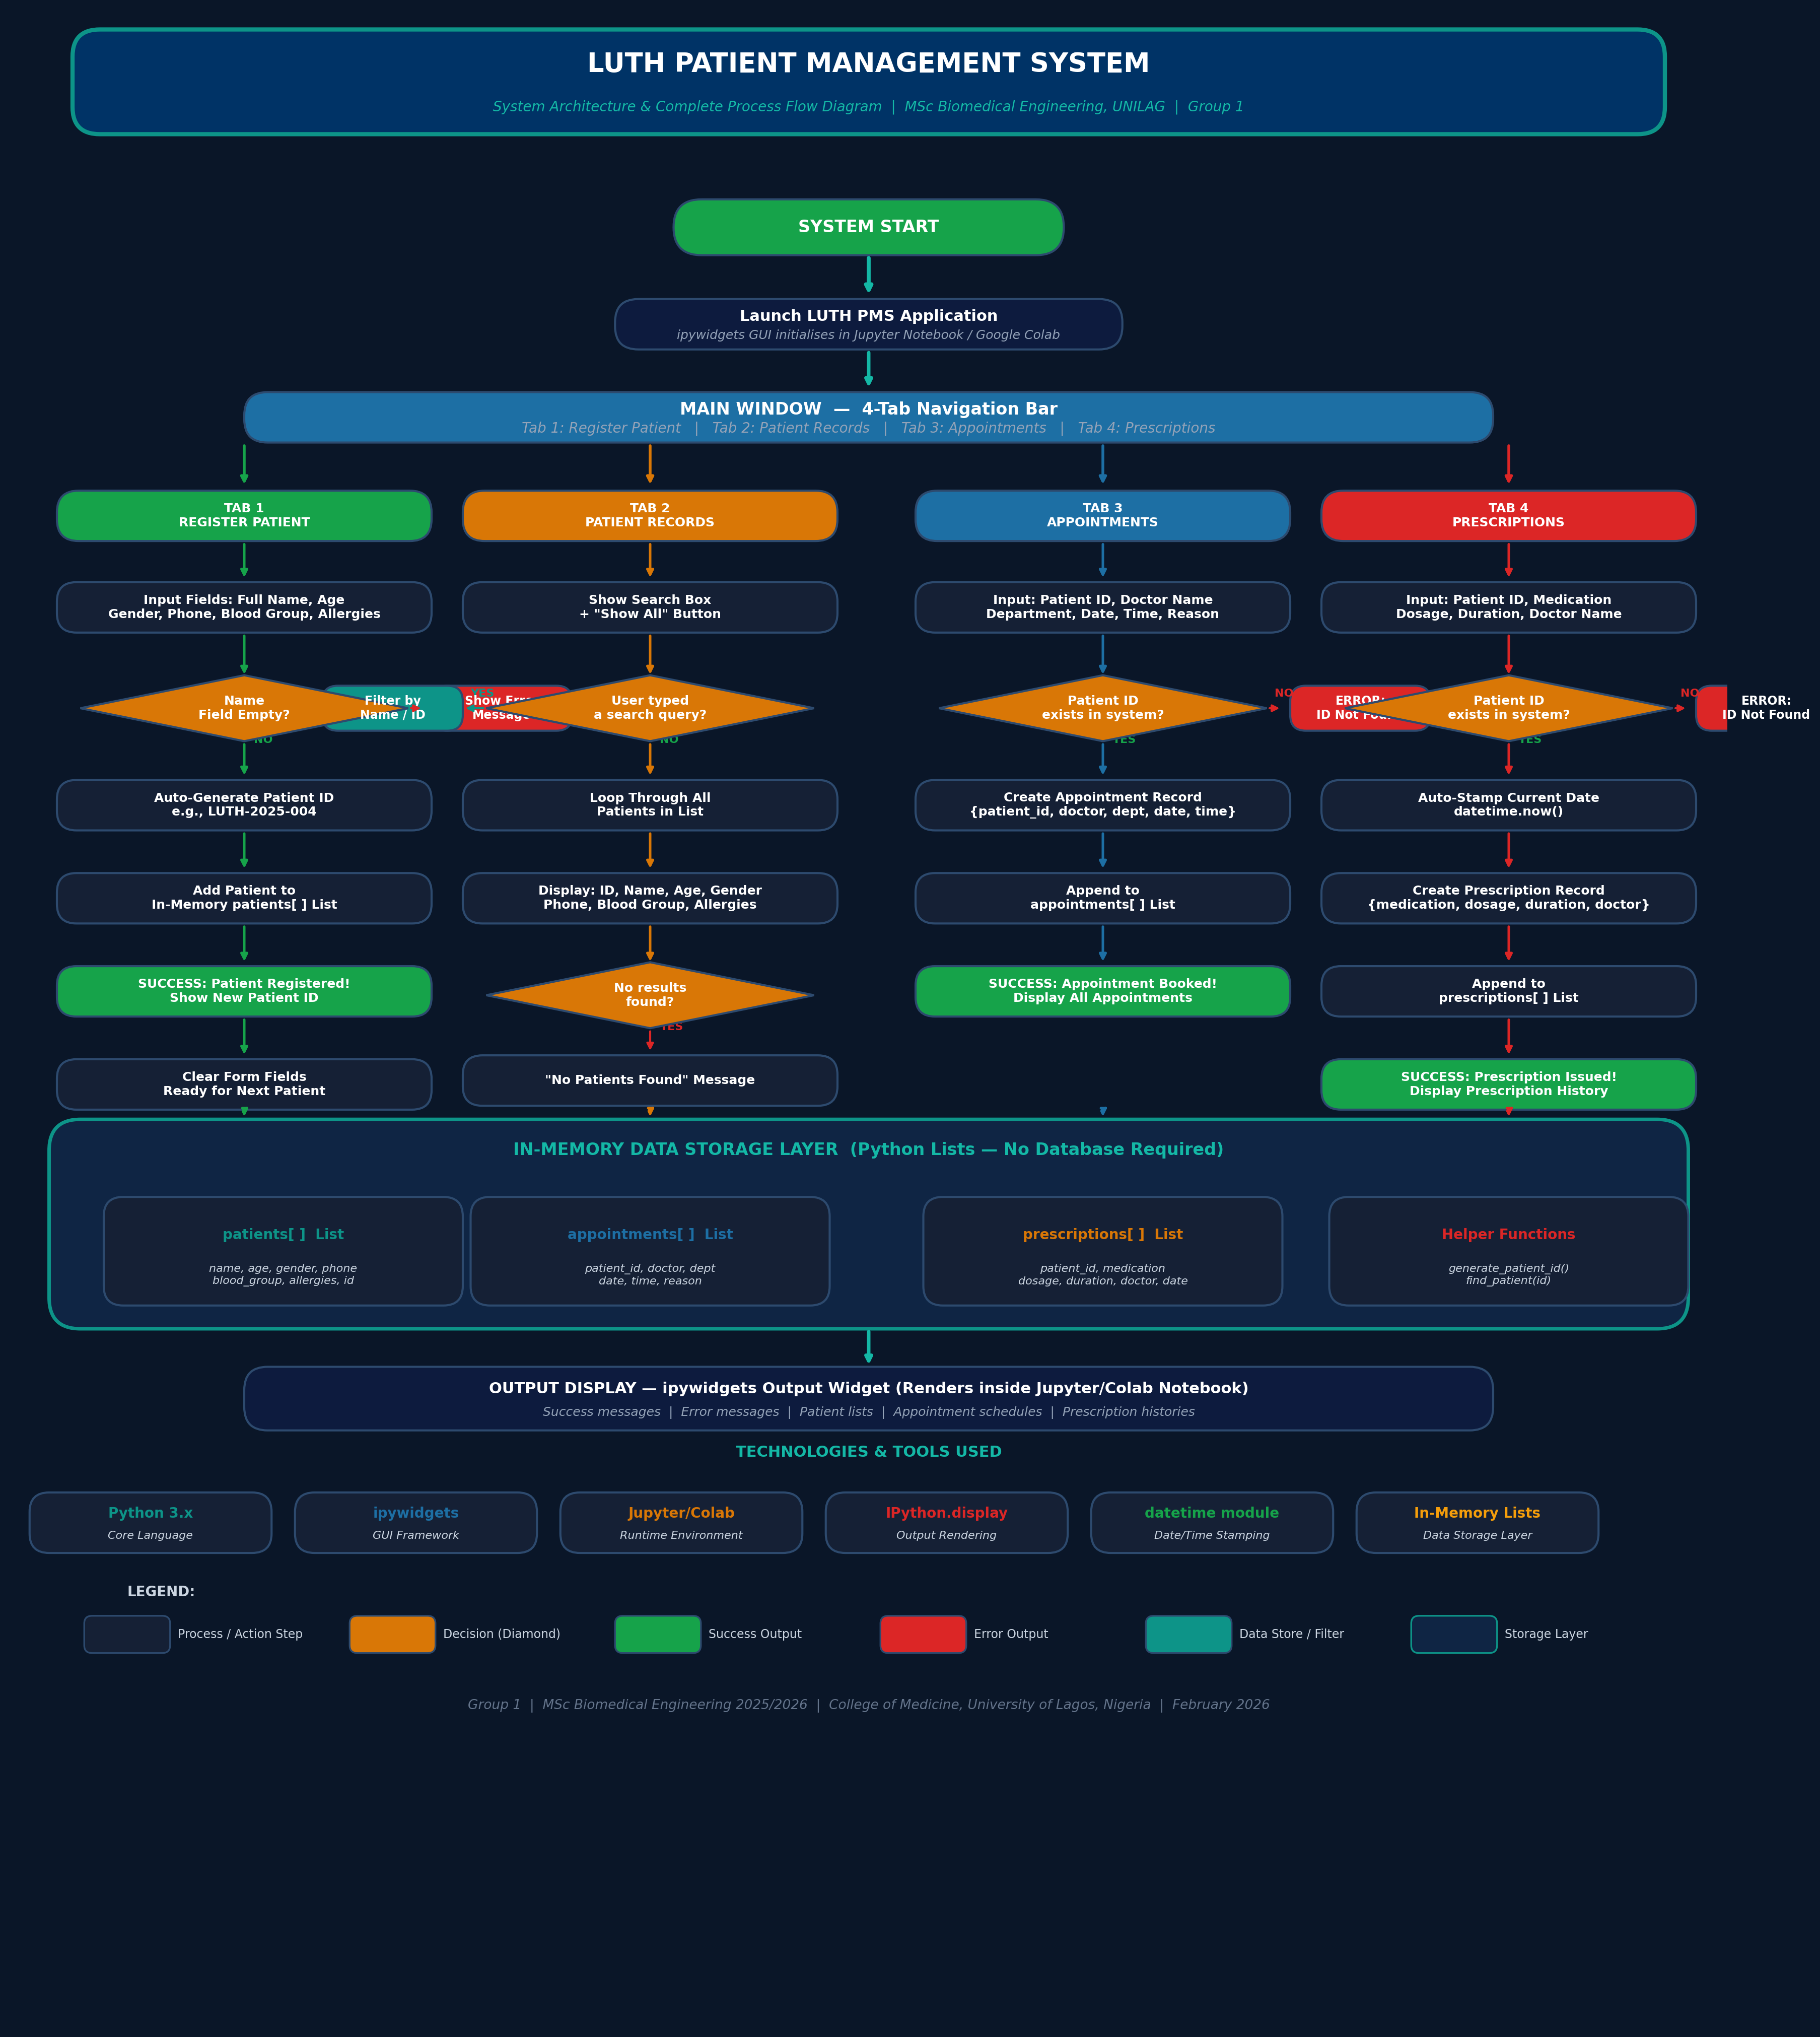 LUTH PATIENT MANAGEMENT SYSTEM
System Architecture & Complete Process Flow Diagram | MSc Biomedical Engineering, UNILAG | Group 1
SYSTEM START
Launch LUTH PMS Application
ipywidgets GUI initialises in Jupyter Notebook / Google Colab
MAIN WINDOW — 4-Tab Navigation Bar
Tab 1: Register Patient | Tab 2: Patient Records | Tab 3: Appointments | Tab 4: Prescriptions
TAB 1
REGISTER PATIENT
TAB 2
PATIENT RECORDS
TAB 3
APPOINTMENTS
TAB 4
PRESCRIPTIONS
Input Fields: Full Name, Age
Gender, Phone, Blood Group, Allergies
Show Search Box
+ "Show All" Button
Input: Patient ID, Doctor Name
Department, Date, Time, Reason
Input: Patient ID, Medication
Dosage, Duration, Doctor Name
Name
Field Empty?
NO
Filter by
Name / ID
YES
Show
Message
User typed
a search query?
NO
Patient ID
exists in system?
YES
NO
ERROR:
ID Not
Patient ID
exists in system?
YES
NO
ERROR:
ID Not Found
Auto-Generate Patient ID
e.g., LUTH-2025-004
Loop Through All
Patients in List
Create Appointment Record
{patient_id, doctor, dept, date, time}
Auto-Stamp Current Date
datetime.now()
Add Patient to
In-Memory patients[ ] List
Display: ID, Name, Age, Gender
Phone, Blood Group, Allergies
Append to
appointments[ ] List
Create Prescription Record
{medication, dosage, duration, doctor}
SUCCESS: Patient Registered!
Show New Patient ID
No results
found?
YES
SUCCESS: Appointment Booked!
Display All Appointments
Append to
prescriptions[ ] List
Clear Form Fields
Ready for Next Patient
"No Patients Found" Message
SUCCESS: Prescription Issued!
Display Prescription History
IN-MEMORY DATA STORAGE LAYER (Python Lists — No Database Required)
patients[ ] List
name, age, gender, phone
blood_group, allergies, id
appointments[ ] List
patient_id, doctor, dept
date, time, reason
prescriptions[ ] List
patient_id, medication
dosage, duration, doctor, date
Helper Functions
generate_patient_id()
find_patient(id)
OUTPUT DISPLAY — ipywidgets Output Widget (Renders inside Jupyter/Colab Notebook)
Success messages | Error messages | Patient lists | Appointment schedules | Prescription histories
TECHNOLOGIES & TOOLS USED
Python 3.x
Core Language
ipywidgets
GUI Framework
Jupyter/Colab
Runtime Environment
IPython.display
Output Rendering
datetime module
Date/Time Stamping
In-Memory Lists
Data Storage Layer
LEGEND:
Process / Action Step
Decision (Diamond)
Success Output
Error Output
Data Store / Filter
Storage Layer
Group 1 | MSc Biomedical Engineering 2025/2026 | College of Medicine, University of Lagos, Nigeria | February 2026